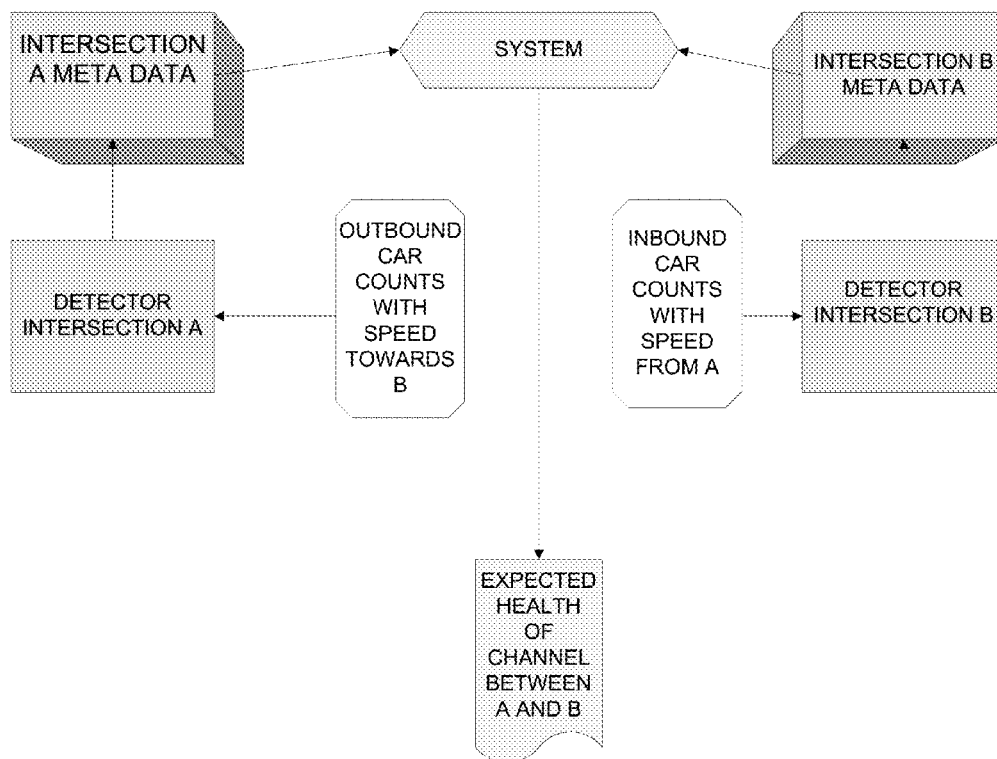 INTERSECTION
A META DATA
SYSTEM
INTERSECTION B
META DATA
DETECTOR
INTERSECTION A
OUTBOUND
CAR
COUNTS
WITH
SPEED
TOWARDS
B
INBOUND
CAR
COUNTS
WITH
SPEED
FROM A
DETECTOR
INTERSECTION B
EXPECTED
HEALTH
OF
CHANNEL
BETWEEN
A AND B